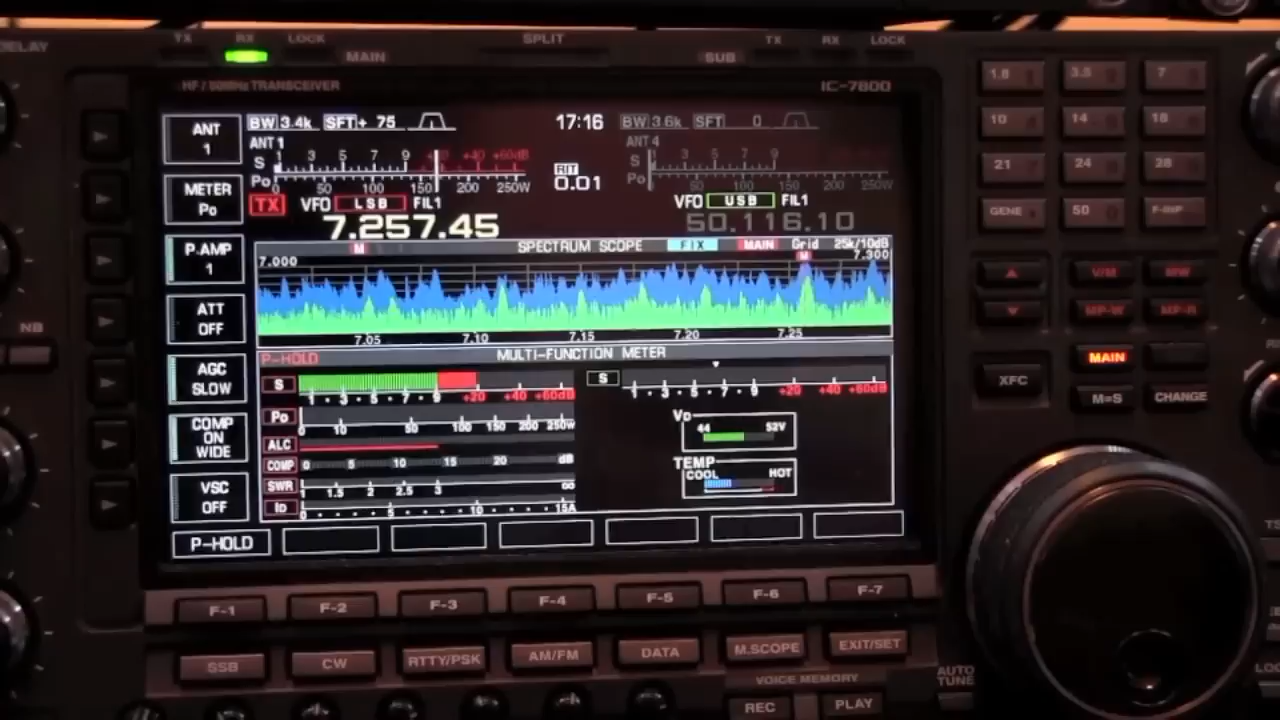 DELAY
TX RX LOCK MAIN SPLIT SUB TX RX LOCK
HF / 50MHz TRANSCEIVER IC-7800
BW 3.4k SFT + 75 17:16 BW 3.6k SFT 0
ANT 1 ANT 4
S 1 3 5 7 9 +20 +40 +60dB S 1 3 5 7 9
Po 0 50 100 150 200 250W RIT 0.01 Po 0 50 100 150 200 250W
TX VFO LSB FIL1 VFO USB FIL1
7.257.45 50.116.10
M SPECTRUM SCOPE FIX MAIN Grid 25k/10dB
7.000 M 7.300
7.05 7.10 7.15 7.20 7.25
P-HOLD MULTI-FUNCTION METER
S 1 3 5 7 9 +20 +40 +60dB S 1 3 5 7 9 +20 +40 +60dB
Po 0 10 50 100 150 200 250W
ALC
COMP 0 5 10 15 20 dB
SWR 1 1.5 2 2.5 3 ∞
ID 0 5 10 15A
VD 44 52V
TEMP
COOL HOT
ANT
1
METER
Po
P.AMP
1
ATT
OFF
AGC
SLOW
COMP
ON
WIDE
VSC
OFF
P-HOLD
NB
F-1 F-2 F-3 F-4 F-5 F-6 F-7
SSB CW RTTY/PSK AM/FM DATA M.SCOPE EXIT/SET
VOICE MEMORY
REC PLAY
AUTO
TUNE
1.8 3.5 7
10 14 18
21 24 28
GENE 50 F-INP
V/M MW
MP-W MP-R
MAIN
XFC M=S CHANGE